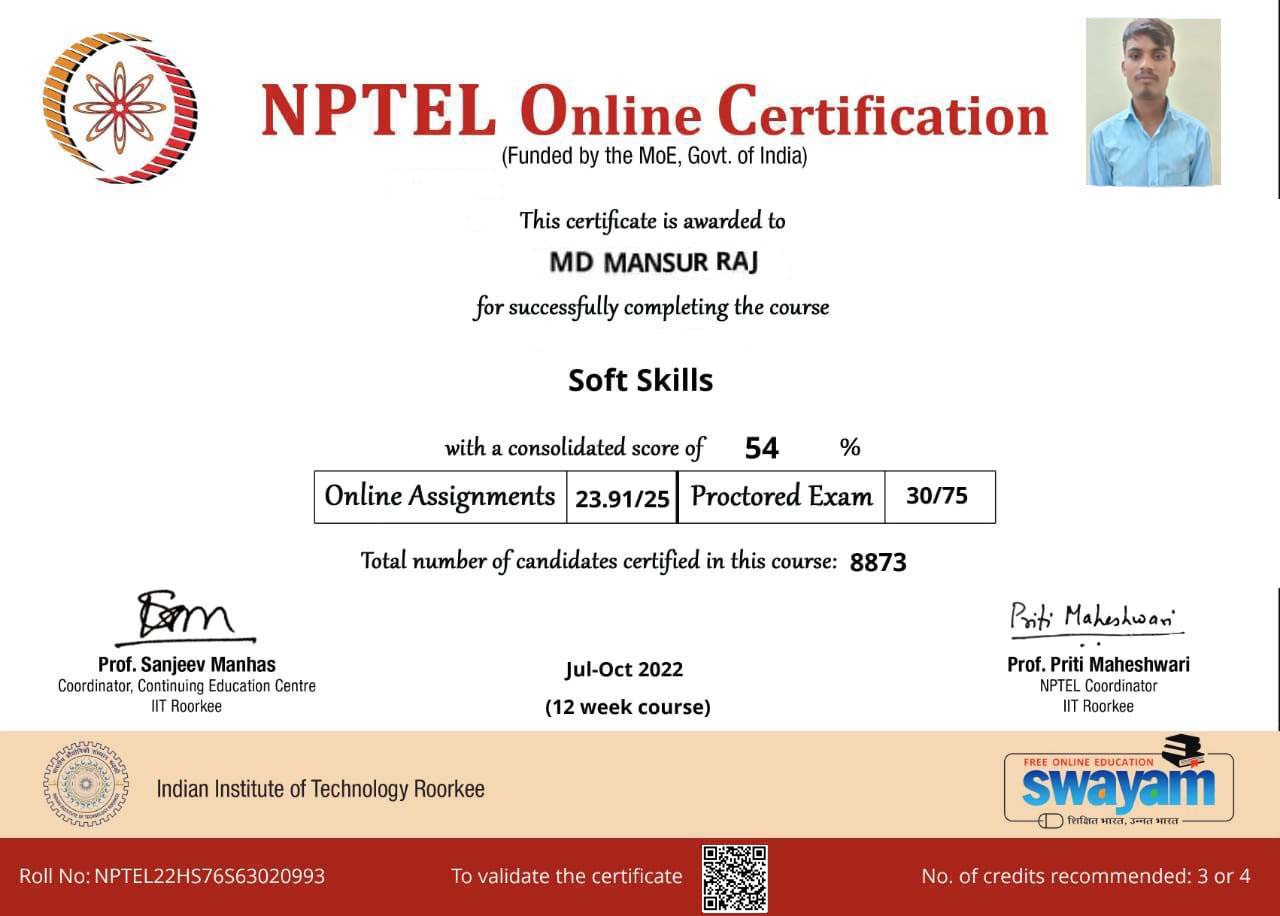 NPTEL Online Certification
(Funded by the MoE, Govt. of India)
This certificate is awarded to
MD MANSUR RAJ
for successfully completing the course
Soft Skills
with a consolidated score of 54 %
Online Assignments 23.91/25 Proctored Exam 30/75
Total number of candidates certified in this course: 8873
Priti Maheshwari
Prof. Sanjeev Manhas
Coordinator, Continuing Education Centre
IIT Roorkee
Jul-Oct 2022
(12 week course)
Prof. Priti Maheshwari
NPTEL Coordinator
IIT Roorkee
Indian Institute of Technology Roorkee
FREE ONLINE EDUCATION
swayam
शिक्षित भारत, उन्नत भारत
Roll No: NPTEL22HS76S63020993
To validate the certificate
No. of credits recommended: 3 or 4